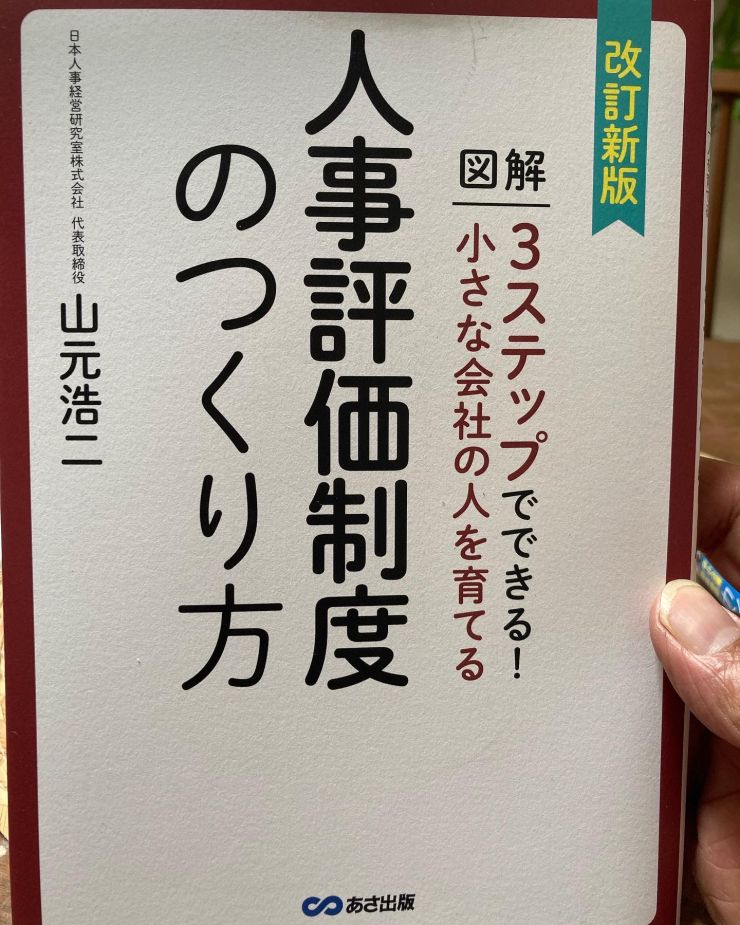 改訂新版
図解
3ステップでできる!
小さな会社の人を育てる
人事評価制度
のつくり方
日本人事経営研究室株式会社 代表取締役
山元浩二
あさ出版